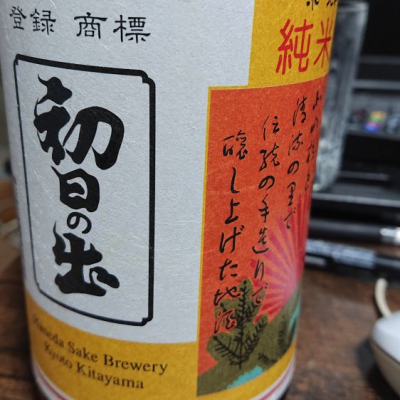 登録 商標
初日の出
Haneda Sake Brewery
Kyoto Kitayama
純米
清流の里で
伝統の手造りで
醸し上げた地酒